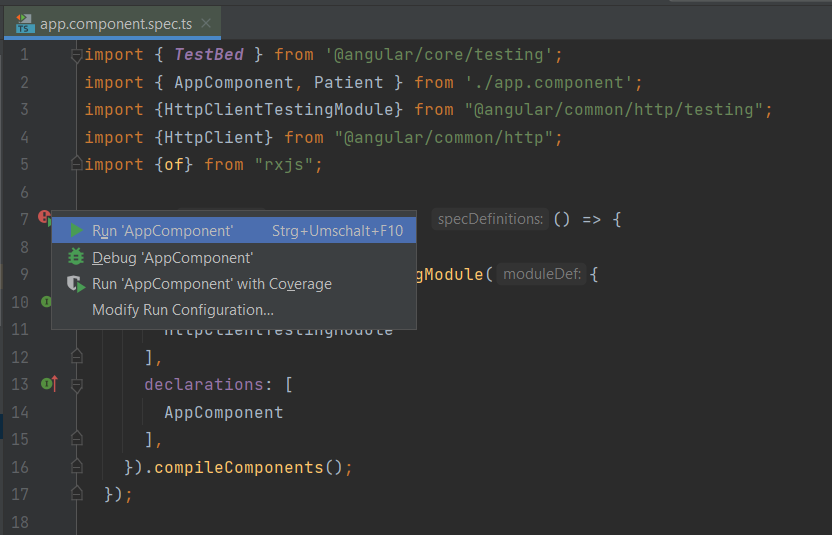 TS app.component.spec.ts
1 import { TestBed } from '@angular/core/testing';
2 import { AppComponent, Patient } from './app.component';
3 import {HttpClientTestingModule} from "@angular/common/http/testing";
4 import {HttpClient} from "@angular/common/http";
5 import {of} from "rxjs";
6
7 specDefinitions: () => {
Run 'AppComponent' Strg+Umschalt+F10
8
Debug 'AppComponent'
9 gModule( moduleDef: {
Run 'AppComponent' with Coverage
10
Modify Run Configuration...
11 HttpClientTestingModule
12 ],
13 declarations: [
14 AppComponent
15 ],
16 }).compileComponents();
17 });
18